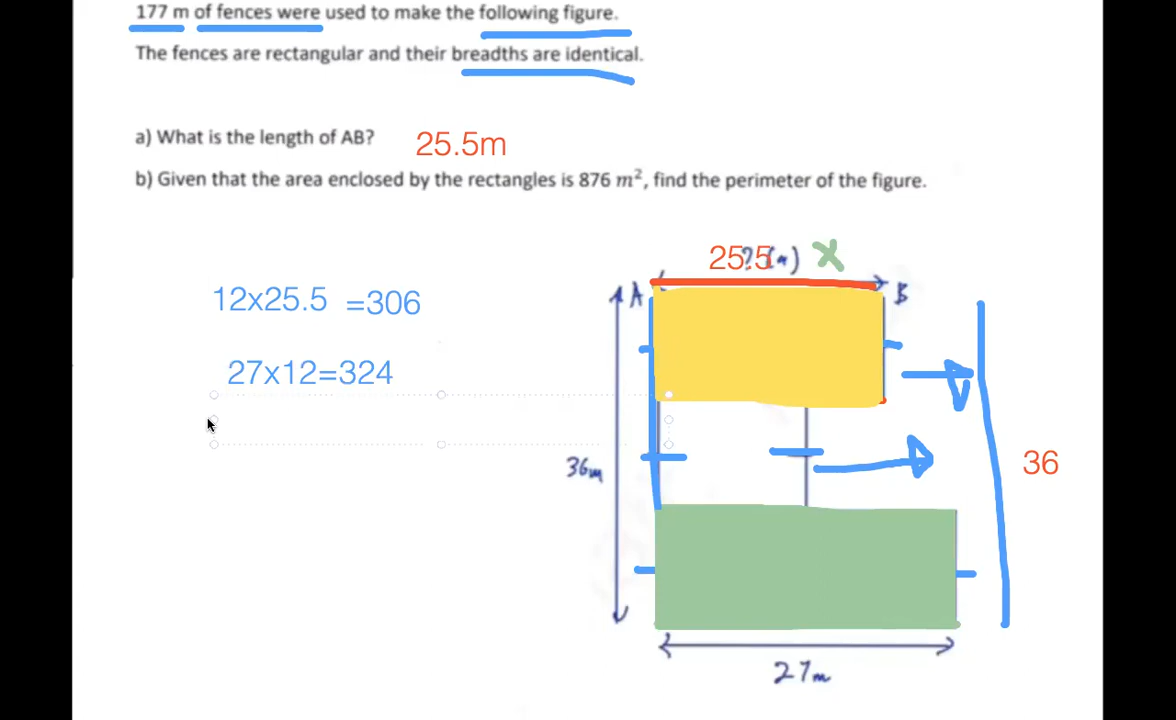 177 m of fences were used to make the following figure.
The fences are rectangular and their breadths are identical.
a) What is the length of AB? 25.5m
b) Given that the area enclosed by the rectangles is 876 m², find the perimeter of the figure.
25.5 ?(m) X
A B
12x25.5 =306
27x12=324
36m
36
27m